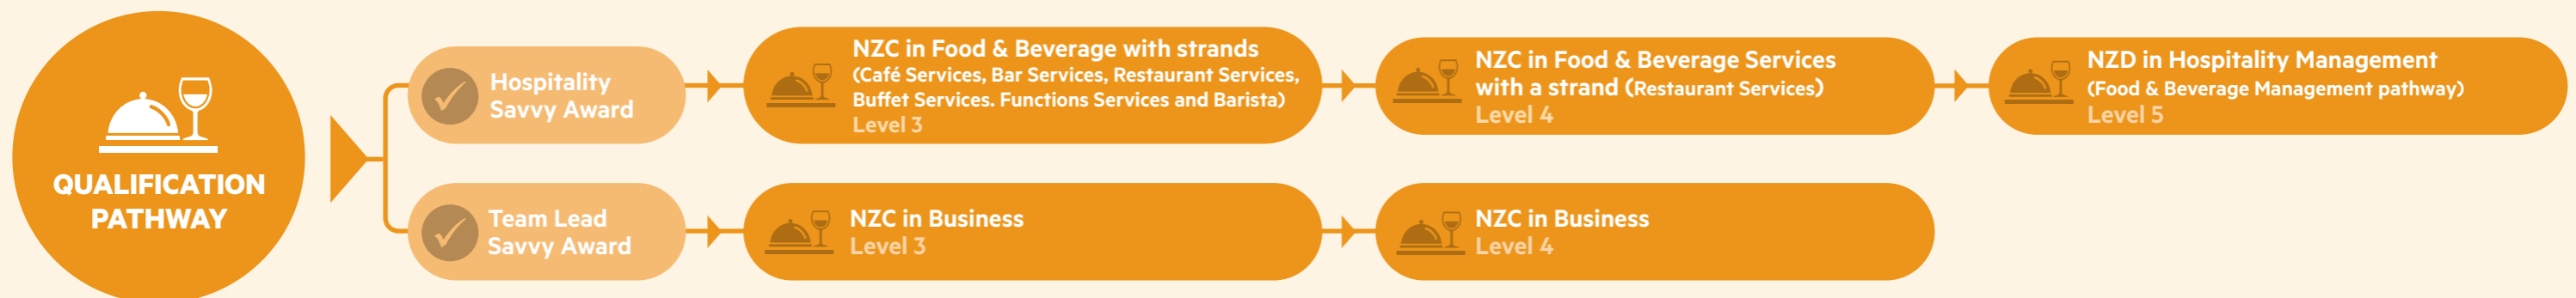 QUALIFICATION
PATHWAY
Hospitality
Savvy Award
NZC in Food & Beverage with strands
(Café Services, Bar Services, Restaurant Services,
Buffet Services. Functions Services and Barista)
Level 3
NZC in Food & Beverage Services
with a strand (Restaurant Services)
Level 4
NZD in Hospitality Management
(Food & Beverage Management pathway)
Level 5
Team Lead
Savvy Award
NZC in Business
Level 3
NZC in Business
Level 4